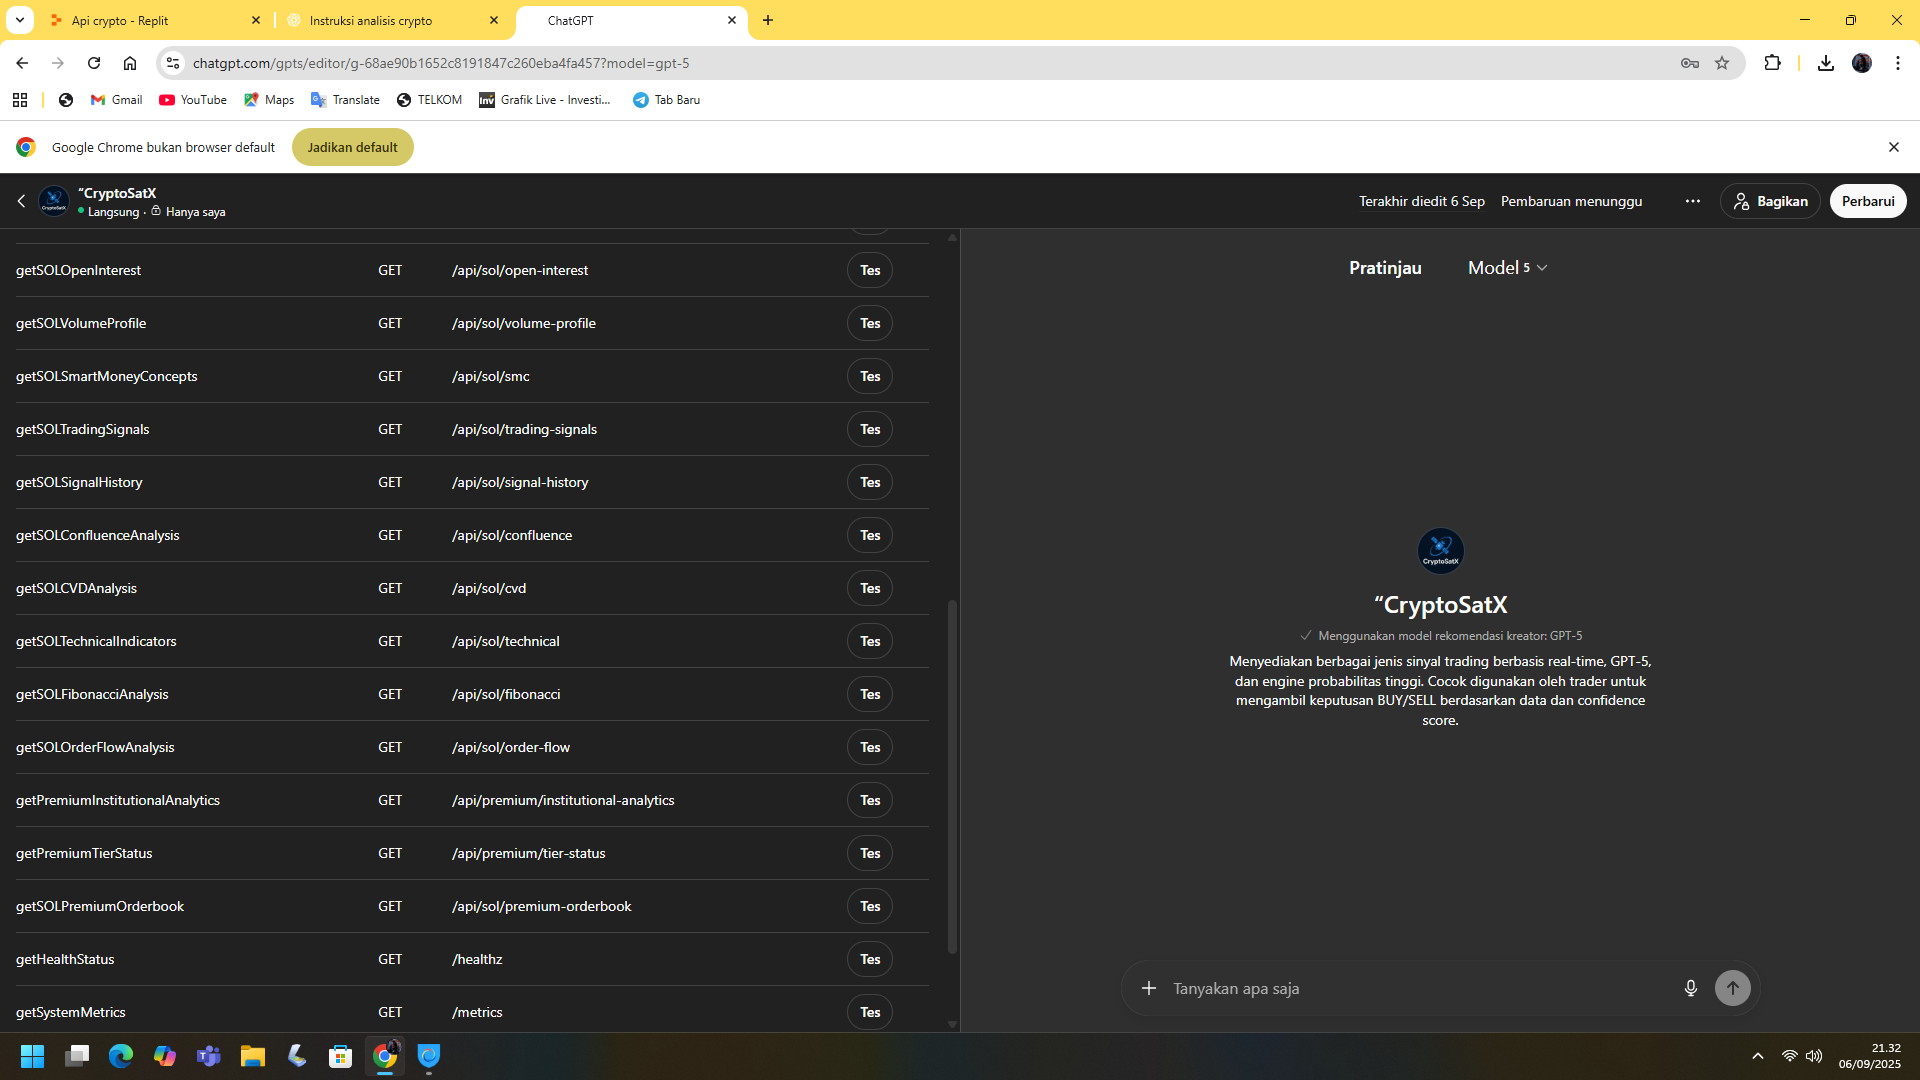 Api crypto - Replit
Instruksi analisis crypto
ChatGPT
chatgpt.com/gpts/editor/g-68ae90b1652c8191847c260eba4fa457?model=gpt-5
Gmail
YouTube
Maps
Translate
TELKOM
Inv
Grafik Live - Investi...
Tab Baru
Google Chrome bukan browser default
Jadikan default
CryptoSatX
“CryptoSatX
Langsung · Hanya saya
Terakhir diedit 6 Sep
Pembaruan menunggu
Bagikan
Perbarui
getSOLOpenInterest GET /api/sol/open-interest Tes
getSOLVolumeProfile GET /api/sol/volume-profile Tes
getSOLSmartMoneyConcepts GET /api/sol/smc Tes
getSOLTradingSignals GET /api/sol/trading-signals Tes
getSOLSignalHistory GET /api/sol/signal-history Tes
getSOLConfluenceAnalysis GET /api/sol/confluence Tes
getSOLCVDAnalysis GET /api/sol/cvd Tes
getSOLTechnicalIndicators GET /api/sol/technical Tes
getSOLFibonacciAnalysis GET /api/sol/fibonacci Tes
getSOLOrderFlowAnalysis GET /api/sol/order-flow Tes
getPremiumInstitutionalAnalytics GET /api/premium/institutional-analytics Tes
getPremiumTierStatus GET /api/premium/tier-status Tes
getSOLPremiumOrderbook GET /api/sol/premium-orderbook Tes
getHealthStatus GET /healthz Tes
getSystemMetrics GET /metrics Tes
Pratinjau
Model 5
CryptoSatX
“CryptoSatX
Menggunakan model rekomendasi kreator: GPT-5
Menyediakan berbagai jenis sinyal trading berbasis real-time, GPT-5,
dan engine probabilitas tinggi. Cocok digunakan oleh trader untuk
mengambil keputusan BUY/SELL berdasarkan data dan confidence
score.
Tanyakan apa saja
21.32
06/09/2025